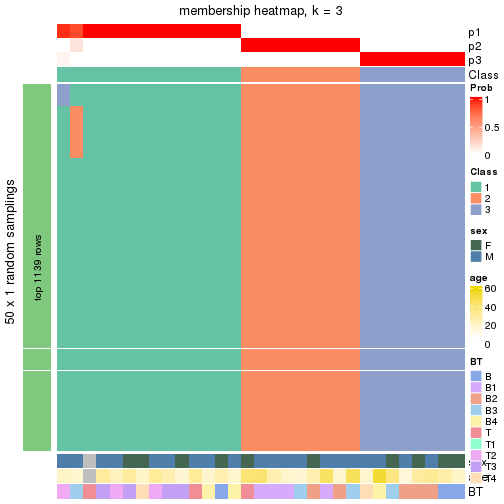 membership heatmap, k = 3
p1
p2
p3
Class
50 x 1 random samplings
top 1139 rows
Prob
1
0.5
0
Class
1
2
3
sex
F
M
age
60
40
20
0
BT
B
B1
B2
B3
B4
T
T1
T2
T3
T4
BT